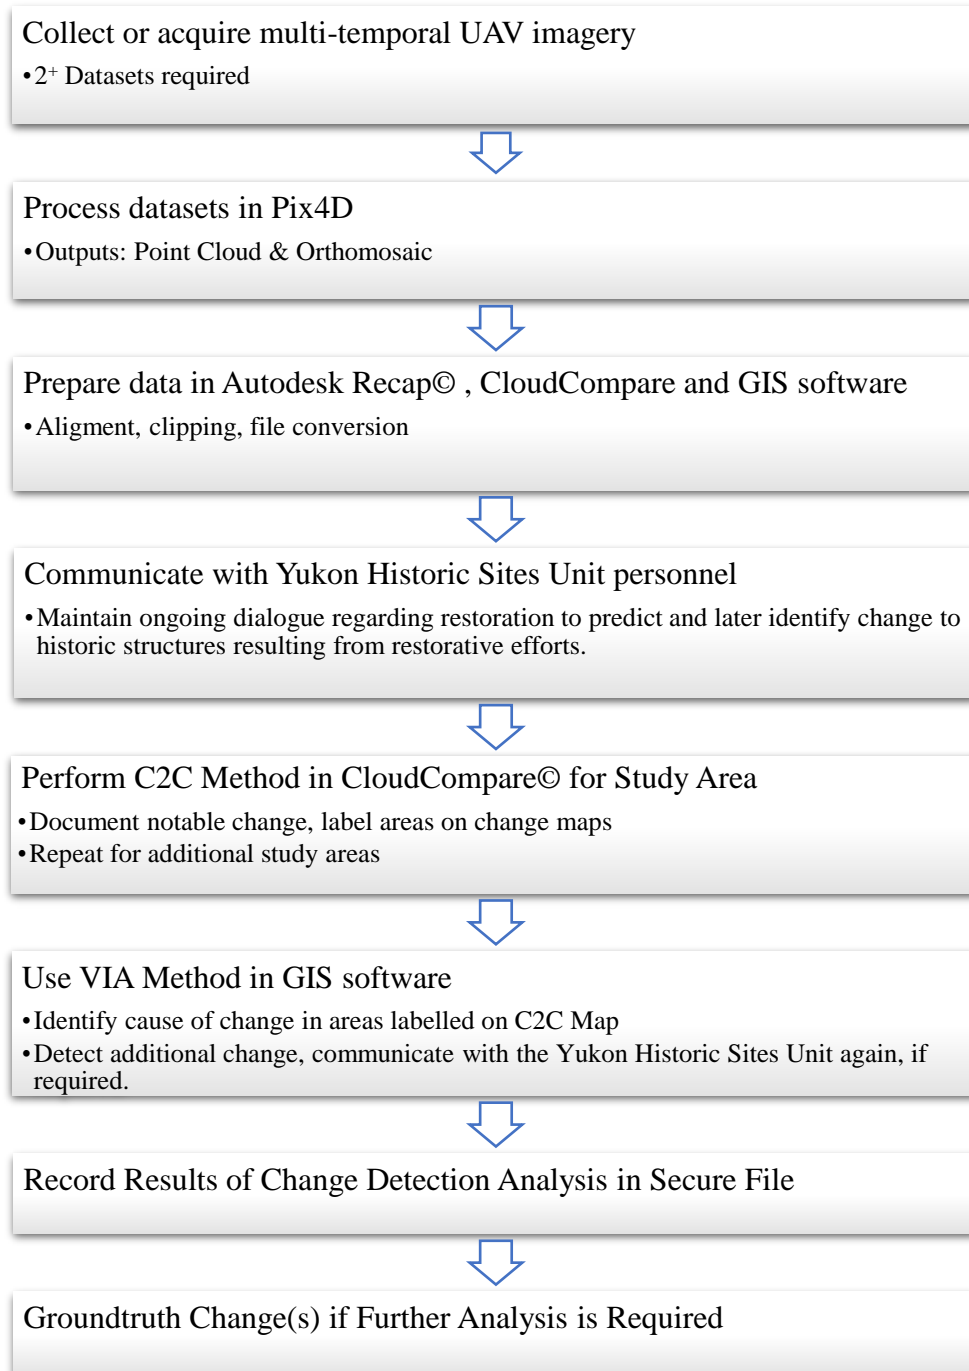 Collect or acquire multi-temporal UAV imagery
•2+ Datasets required
Process datasets in Pix4D
•Outputs: Point Cloud & Orthomosaic
Prepare data in Autodesk Recap© , CloudCompare and GIS software
•Aligment, clipping, file conversion
Communicate with Yukon Historic Sites Unit personnel
•Maintain ongoing dialogue regarding restoration to predict and later identify change to
historic structures resulting from restorative efforts.
Perform C2C Method in CloudCompare© for Study Area
•Document notable change, label areas on change maps
•Repeat for additional study areas
Use VIA Method in GIS software
•Identify cause of change in areas labelled on C2C Map
•Detect additional change, communicate with the Yukon Historic Sites Unit again, if
required.
Record Results of Change Detection Analysis in Secure File
Groundtruth Change(s) if Further Analysis is Required